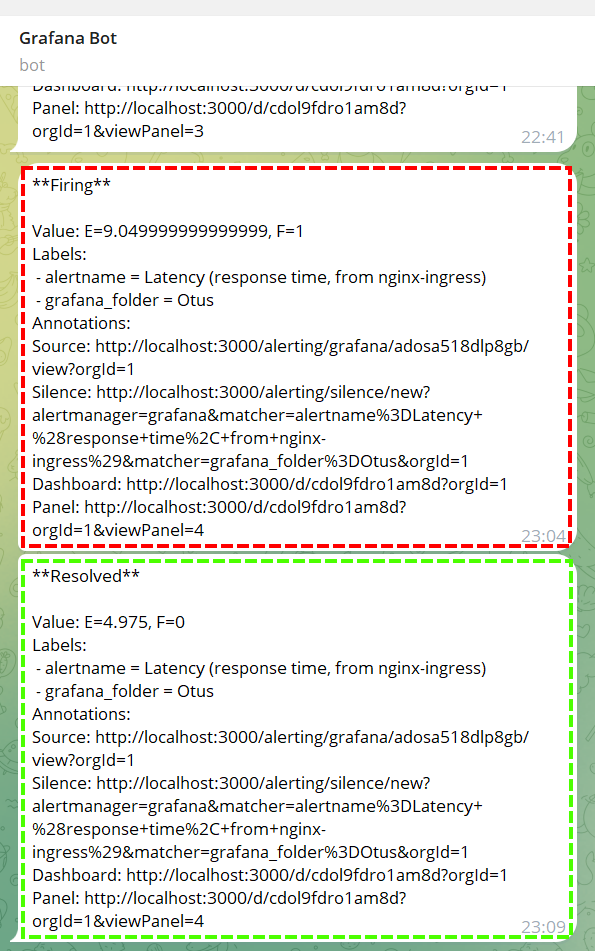 Grafana Bot
bot
Dashboard: http://localhost:3000/d/cdol9fdro1am8d?orgId=1
Panel: http://localhost:3000/d/cdol9fdro1am8d?
orgId=1&viewPanel=3
22:41
**Firing**
Value: E=9.049999999999999, F=1
Labels:
- alertname = Latency (response time, from nginx-ingress)
- grafana_folder = Otus
Annotations:
Source: http://localhost:3000/alerting/grafana/adosa518dlp8gb/
view?orgId=1
Silence: http://localhost:3000/alerting/silence/new?
alertmanager=grafana&matcher=alertname%3DLatency+
%28response+time%2C+from+nginx-
ingress%29&matcher=grafana_folder%3DOtus&orgId=1
Dashboard: http://localhost:3000/d/cdol9fdro1am8d?orgId=1
Panel: http://localhost:3000/d/cdol9fdro1am8d?
orgId=1&viewPanel=4
23:04
**Resolved**
Value: E=4.975, F=0
Labels:
- alertname = Latency (response time, from nginx-ingress)
- grafana_folder = Otus
Annotations:
Source: http://localhost:3000/alerting/grafana/adosa518dlp8gb/
view?orgId=1
Silence: http://localhost:3000/alerting/silence/new?
alertmanager=grafana&matcher=alertname%3DLatency+
%28response+time%2C+from+nginx-
ingress%29&matcher=grafana_folder%3DOtus&orgId=1
Dashboard: http://localhost:3000/d/cdol9fdro1am8d?orgId=1
Panel: http://localhost:3000/d/cdol9fdro1am8d?
orgId=1&viewPanel=4
23:09